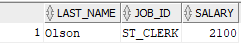 LAST_NAME JOB_ID SALARY
1 Olson ST_CLERK 2100